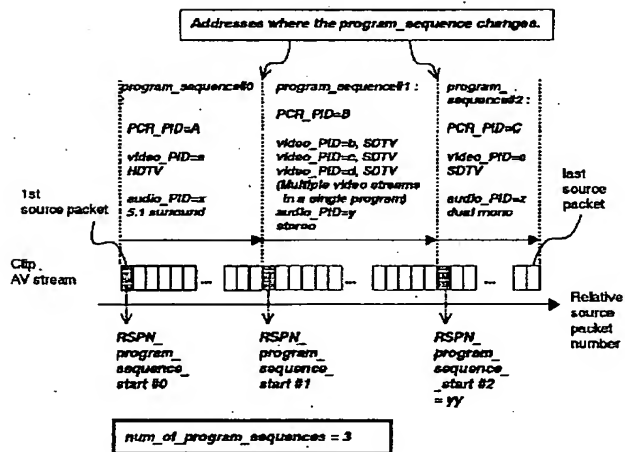 Addresses where the program_sequence changes.
program_sequence#0
PCR_PID=A
video_PID=a
HDTV
audio_PID=x
5.1 surround
program_sequence#1 :
PCR_PID=B
video_PID=b, SDTV
video_PID=c, SDTV
video_PID=d, SDTV
(Multiple video streams
in a single program)
audio_PID=y
stereo
program_
sequence#2 :
PCR_PID=C
video_PID=e
SDTV
audio_PID=z
dual mono
1st
source packet
last
source
packet
Clip
AV stream
...
...
...
Relative
source
packet
number
RSPN_
program_
sequence_
start #0
RSPN_
program_
sequence_
start #1
RSPN_
program_
sequence_
_start #2
= yy
num_of_program_sequences = 3